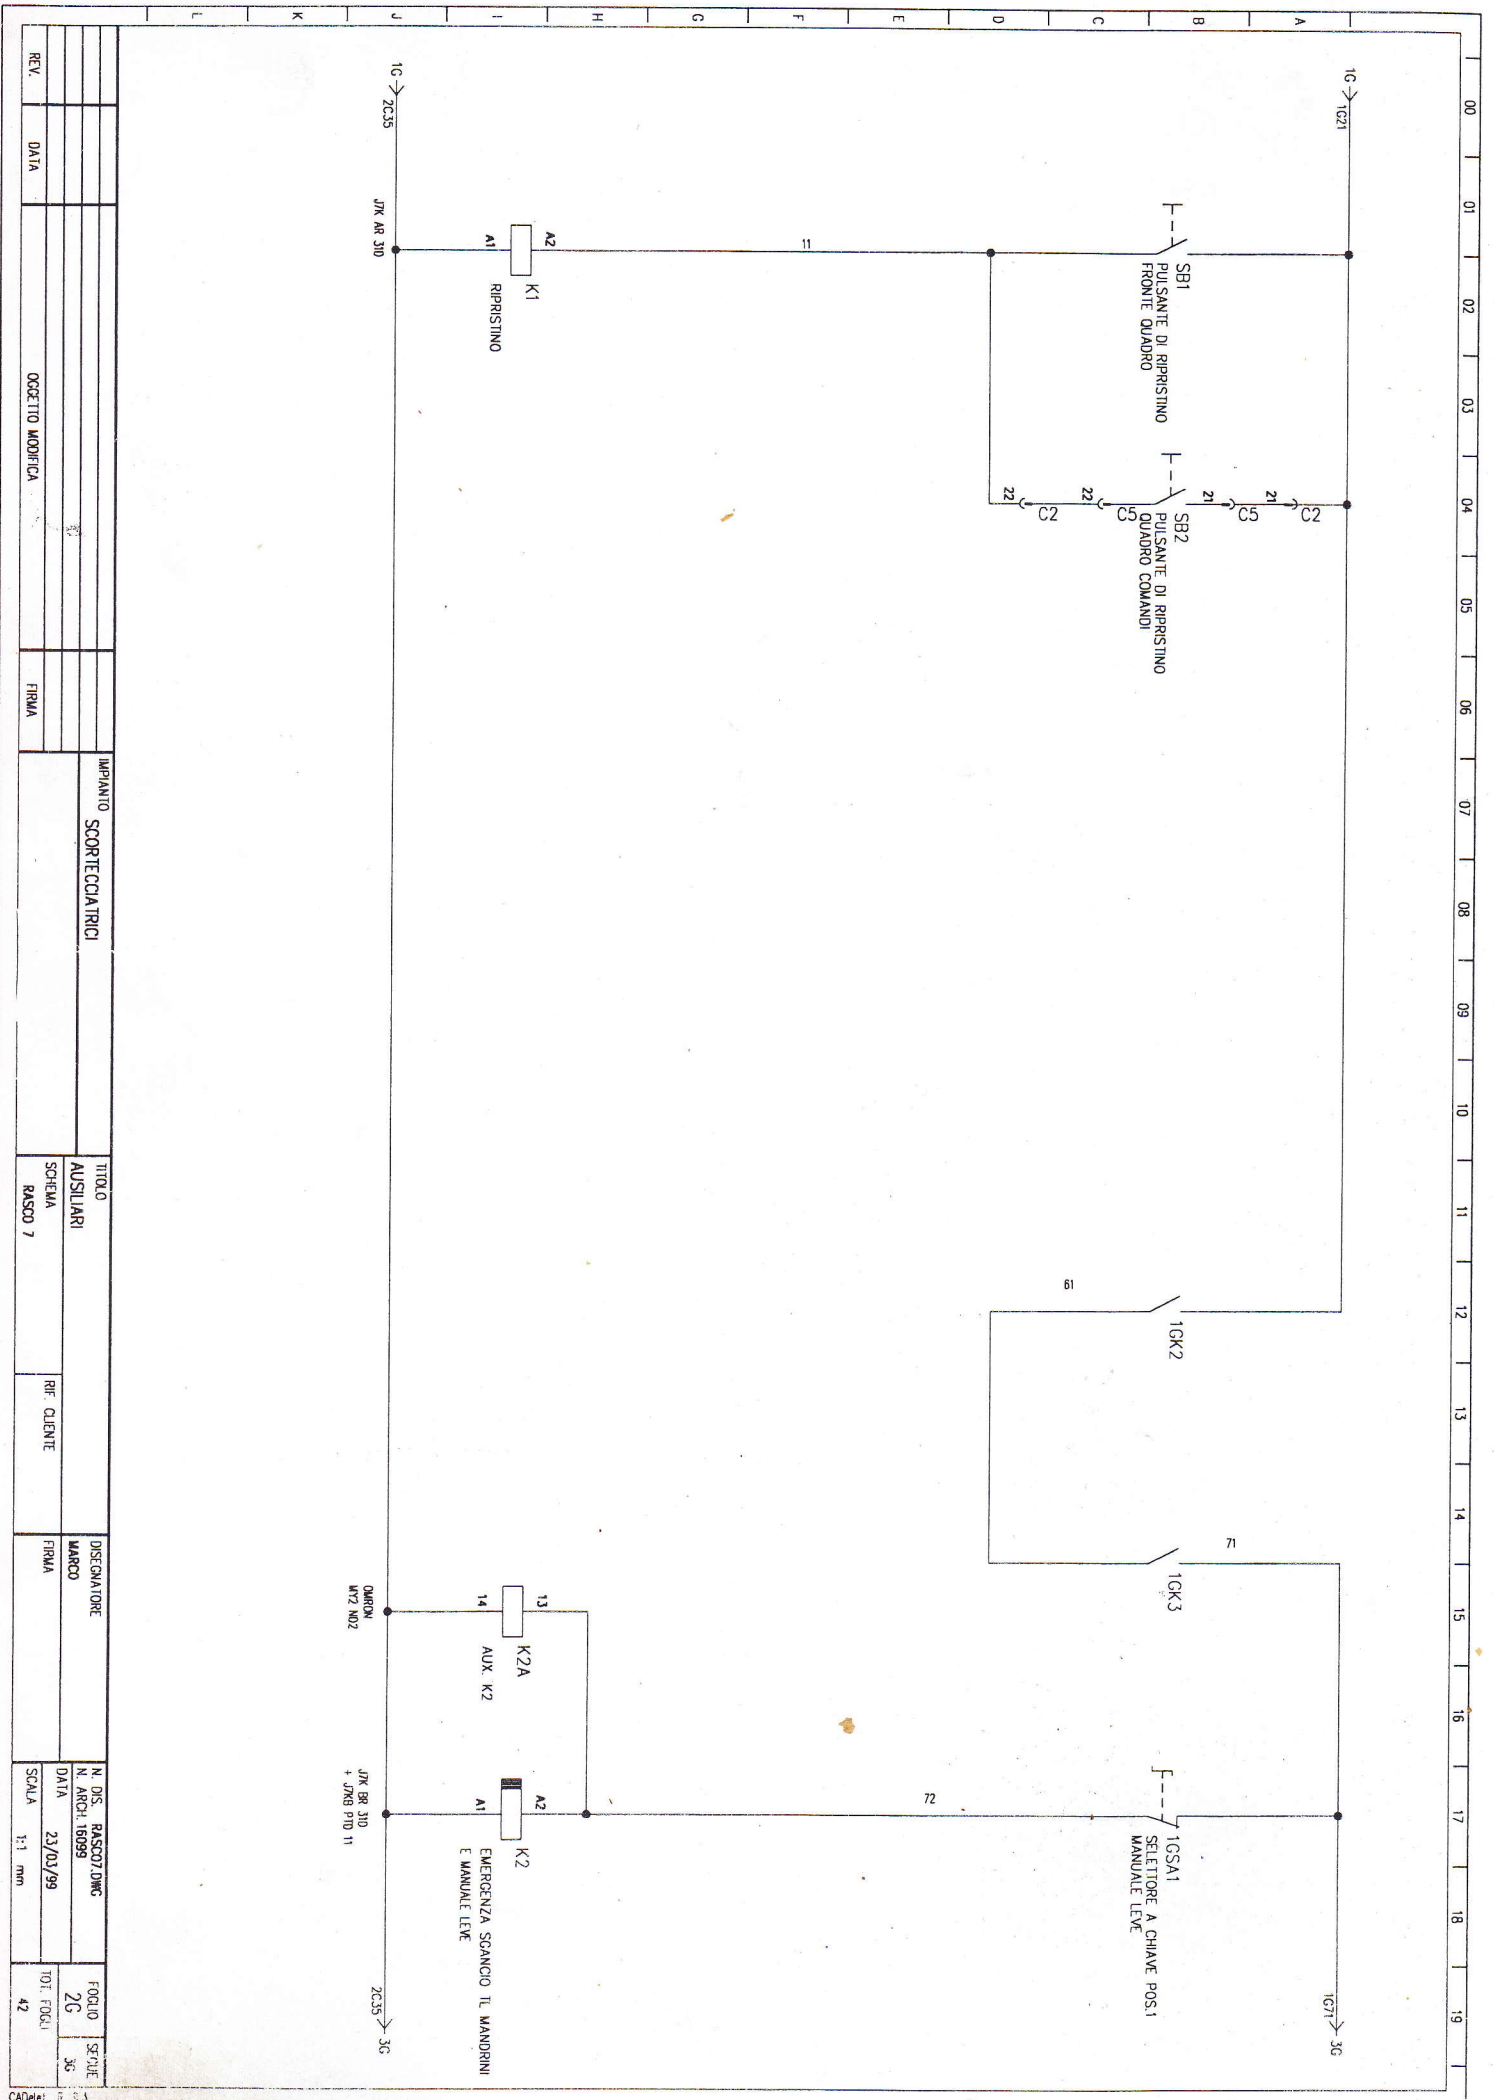 00 01 02 03 04 05 06 07 08 09 10 11 12 13 14 15 16 17 18 19
A
B
C
D
E
F
G
H
I
J
K
L
1G
1G21
SB1
PULSANTE DI RIPRISTINO
FRONTE QUADRO
C2
21
C5
21
SB2
PULSANTE DI RIPRISTINO
QUADRO COMANDI
C5
22
C2
22
11
A2
K1
A1
RIPRISTINO
1G
2C35
J7K AR 31D
1GK2
61
71
1GK3
1GSA1
SELETTORE A CHIAVE POS.1
MANUALE LEVE
1G71
3G
72
13
K2A
14
AUX. K2
OMRON
MY2 ND2
A2
K2
A1
EMERGENZA SGANCIO TL MANDRINI
E MANUALE LEVE
J7K BR 31D
+ J7KB PTD 11
2C35
3G
REV.
DATA
OGGETTO MODIFICA
FIRMA
IMPIANTO
SCORTECCIATRICI
TITOLO
AUSILIARI
SCHEMA
RASCO 7
RIF. CLIENTE
DISEGNATORE
MARCO
FIRMA
N. DIS. RASCO7.DWG
N. ARCH. 16099
DATA
23/03/99
SCALA
1:1 mm
FOGLIO
2G
SEGUE
3G
TOT. FOGLI
42